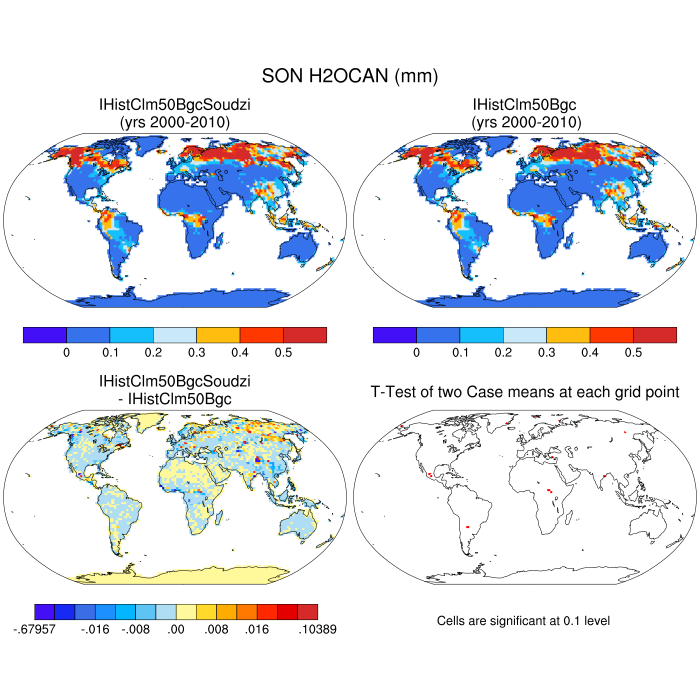 SON H2OCAN (mm)
IHistClm50BgcSoudzi
(yrs 2000-2010)
IHistClm50Bgc
(yrs 2000-2010)
0 0.1 0.2 0.3 0.4 0.5
0 0.1 0.2 0.3 0.4 0.5
IHistClm50BgcSoudzi
- IHistClm50Bgc
T-Test of two Case means at each grid point
-.67957 -.016 -.008 .00 .008 .016 .10389
Cells are significant at 0.1 level